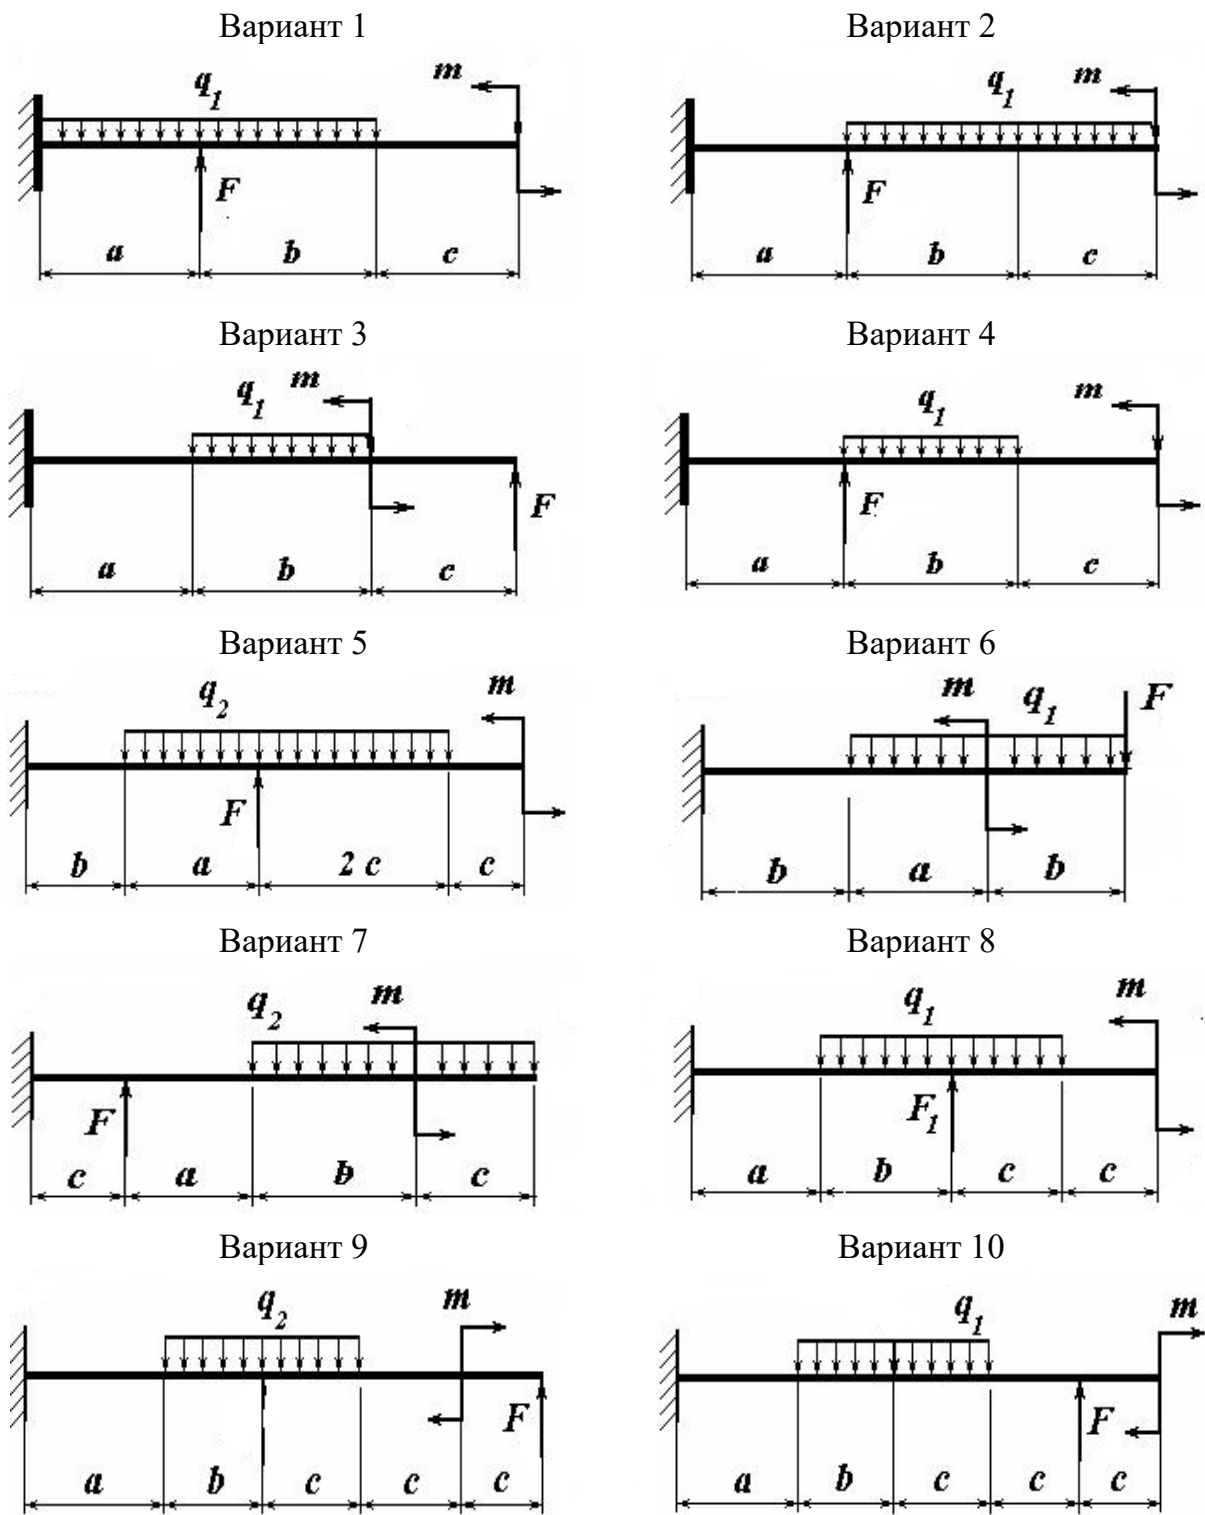 Вариант 1
Вариант 2
m
q1
F
a b c
m
q1
F
a b c
Вариант 3
Вариант 4
q1 m
F
a b c
m
q1
F
a b c
Вариант 5
Вариант 6
q2 m
F
b a 2 c c
m q1 F
b a b
Вариант 7
Вариант 8
q2 m
F
c a b c
q1 m
F1
a b c c
Вариант 9
Вариант 10
q2 m
F
a b c c c
q1 m
F
a b c c c